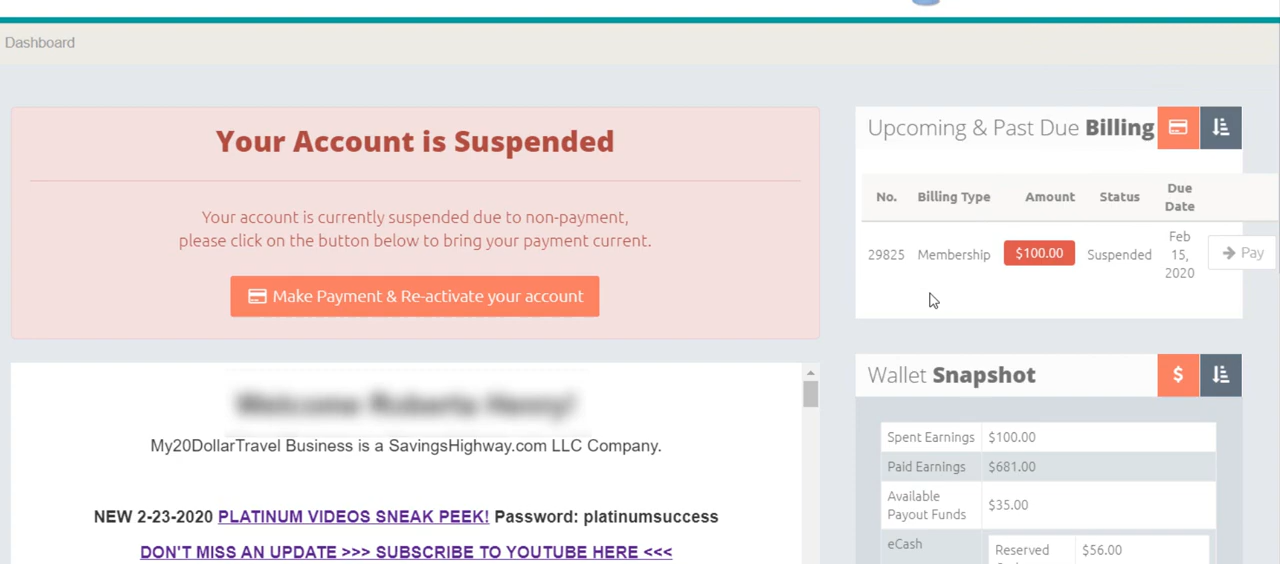 Dashboard
Your Account is Suspended
Your account is currently suspended due to non-payment,
please click on the button below to bring your payment current.
Make Payment & Re-activate your account
My20DollarTravel Business is a SavingsHighway.com LLC Company.
NEW 2-23-2020 PLATINUM VIDEOS SNEAK PEEK! Password: platinumsuccess
DON'T MISS AN UPDATE >>> SUBSCRIBE TO YOUTUBE HERE <<<
Upcoming & Past Due Billing
No. Billing Type Amount Status Due Date
29825 Membership $100.00 Suspended Feb 15, 2020 Pay
Wallet Snapshot
Spent Earnings $100.00
Paid Earnings $681.00
Available Payout Funds $35.00
eCash Reserved $56.00